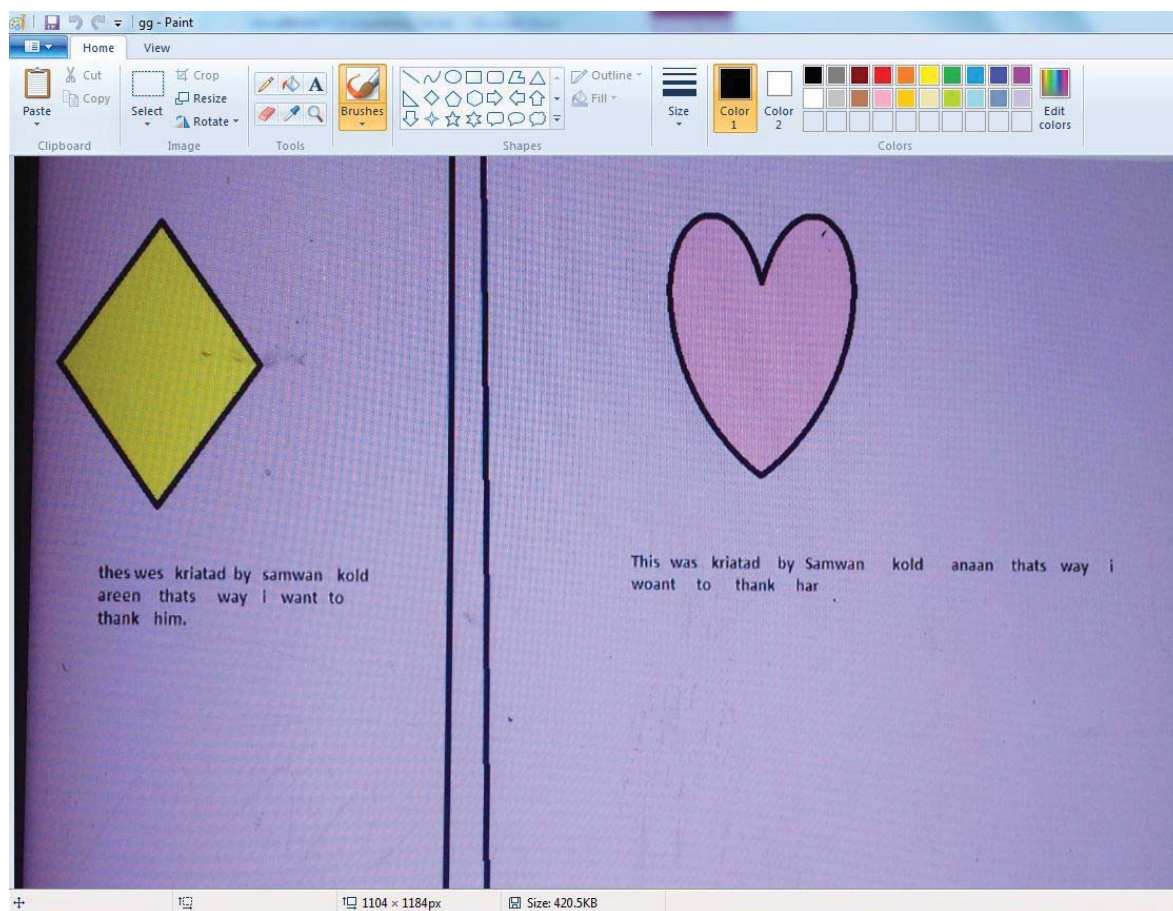 gg - Paint
Home View
Paste
Cut
Copy
Clipboard
Select
Crop
Resize
Rotate
Image
A
Tools
Brushes
Outline
Fill
Shapes
Size
Color 1
Color 2
Edit colors
Colors
thes wes kriatad by samwan kold
areen thats way i want to
thank him.
This was kriatad by Samwan kold anaan thats way i
woant to thank har
1104 × 1184px
Size: 420.5KB